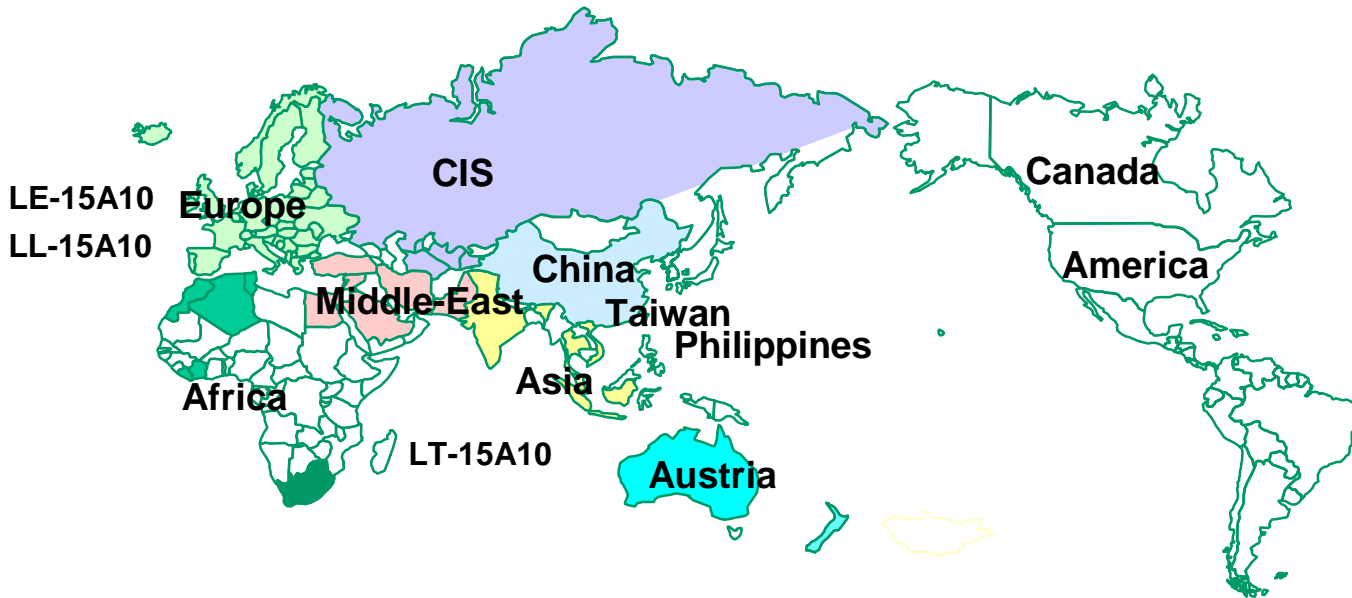 CIS
Canada
LE-15A10
Europe
LL-15A10
China
America
Middle-East
Taiwan
Philippines
Asia
Africa
LT-15A10
Austria